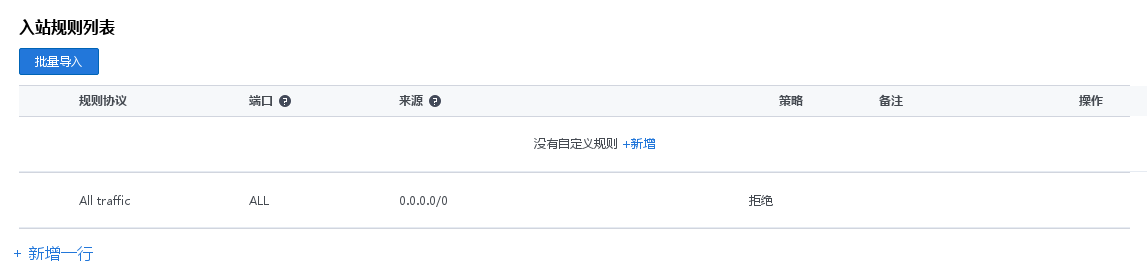 入站规则列表
批量导入
规则协议 端口 ? 来源 ? 策略 备注 操作
没有自定义规则 +新增
All traffic ALL 0.0.0.0/0 拒绝
+ 新增一行